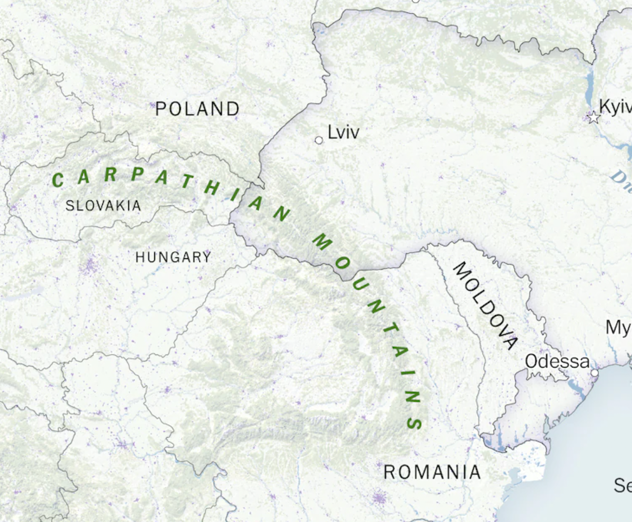 POLAND
Lviv
Kyiv
CARPATHIAN MOUNTAINS
SLOVAKIA
HUNGARY
MOLDOVA
Odessa
ROMANIA